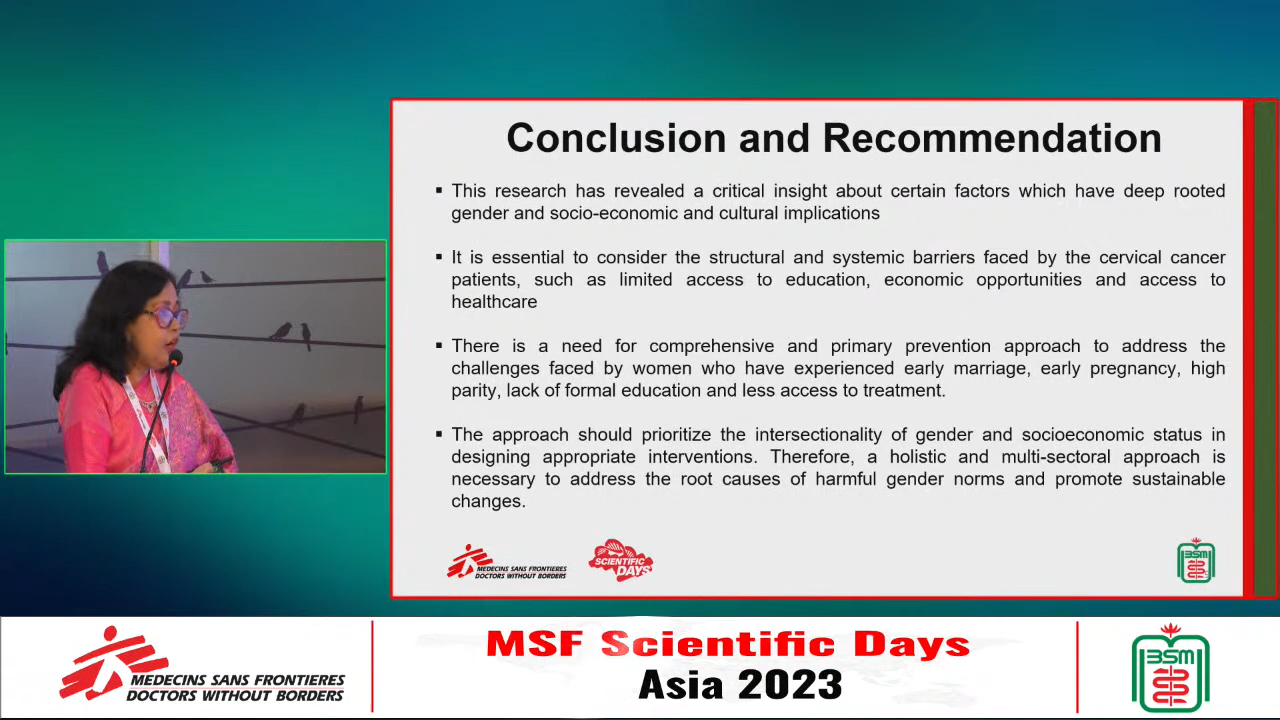 Conclusion and Recommendation
▪ This research has revealed a critical insight about certain factors which have deep rooted
gender and socio-economic and cultural implications
▪ It is essential to consider the structural and systemic barriers faced by the cervical cancer
patients, such as limited access to education, economic opportunities and access to
healthcare
▪ There is a need for comprehensive and primary prevention approach to address the
challenges faced by women who have experienced early marriage, early pregnancy, high
parity, lack of formal education and less access to treatment.
▪ The approach should prioritize the intersectionality of gender and socioeconomic status in
designing appropriate interventions. Therefore, a holistic and multi-sectoral approach is
necessary to address the root causes of harmful gender norms and promote sustainable
changes.
MEDECINS SANS FRONTIERES
DOCTORS WITHOUT BORDERS
SCIENTIFIC
DAYS
BSM
MEDECINS SANS FRONTIERES
DOCTORS WITHOUT BORDERS
MSF Scientific Days
Asia 2023
BSM